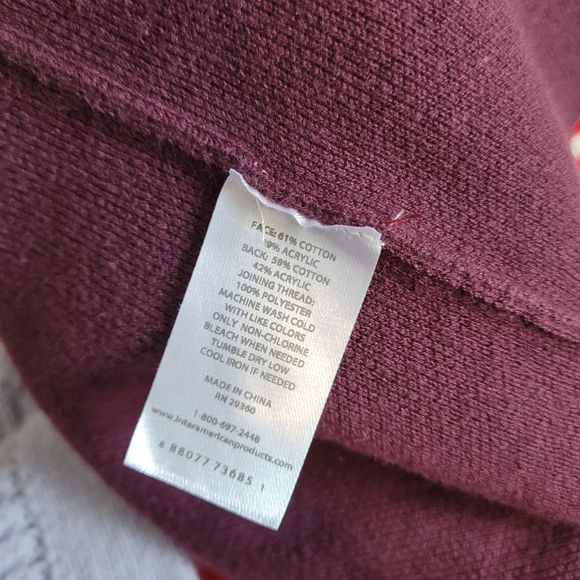 FACE: 61% COTTON
39% ACRYLIC
BACK: 58% COTTON
42% ACRYLIC
JOINING THREAD:
100% POLYESTER
MACHINE WASH COLD
WITH LIKE COLORS
ONLY NON-CHLORINE
BLEACH WHEN NEEDED
TUMBLE DRY LOW
COOL IRON IF NEEDED
MADE IN CHINA
RN 29360
1-800-697-2448
www.interamericanproducts.com
6 88077 73685 1